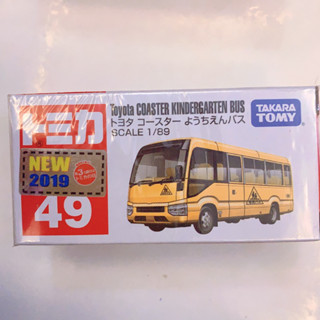 Toyota COASTER KINDERGARTEN BUS
トミカ
トヨタ コースター ようちえんバス
SCALE 1/89
TAKARA
TOMY
NEW
2019
49